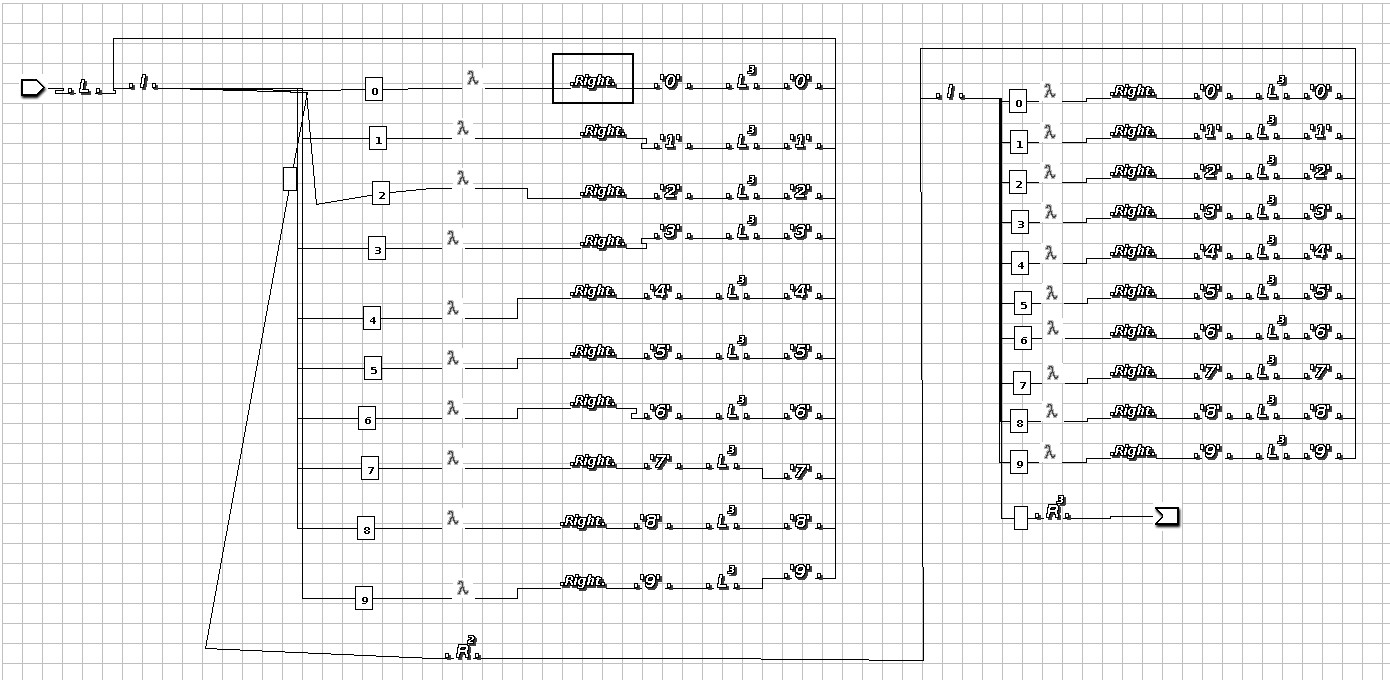 L l 0 λ Right '0' L 3 '0'
1 λ Right '1' L 3 '1'
2 λ Right '2' L 3 '2'
3 λ Right '3' L 3 '3'
4 λ Right '4' L 3 '4'
5 λ Right '5' L 3 '5'
6 λ Right '6' L 3 '6'
7 λ Right '7' L 3 '7'
8 λ Right '8' L 3 '8'
9 λ Right '9' L 3 '9'
R 2
l 0 λ Right '0' L 3 '0'
1 λ Right '1' L 3 '1'
2 λ Right '2' L 3 '2'
3 λ Right '3' L 3 '3'
4 λ Right '4' L 3 '4'
5 λ Right '5' L 3 '5'
6 λ Right '6' L 3 '6'
7 λ Right '7' L 3 '7'
8 λ Right '8' L 3 '8'
9 λ Right '9' L 3 '9'
R 3